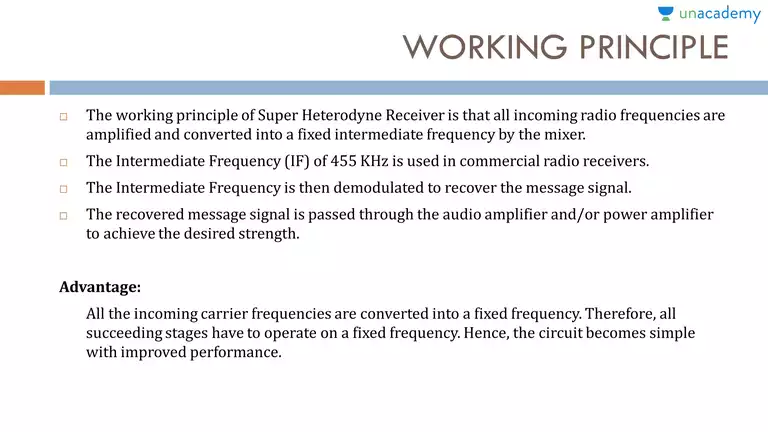 unacademy
WORKING PRINCIPLE
The working principle of Super Heterodyne Receiver is that all incoming radio frequencies are
amplified and converted into a fixed intermediate frequency by the mixer.
The Intermediate Frequency (IF) of 455 KHz is used in commercial radio receivers.
The Intermediate Frequency is then demodulated to recover the message signal.
The recovered message signal is passed through the audio amplifier and/or power amplifier
to achieve the desired strength.
Advantage:
All the incoming carrier frequencies are converted into a fixed frequency. Therefore, all
succeeding stages have to operate on a fixed frequency. Hence, the circuit becomes simple
with improved performance.